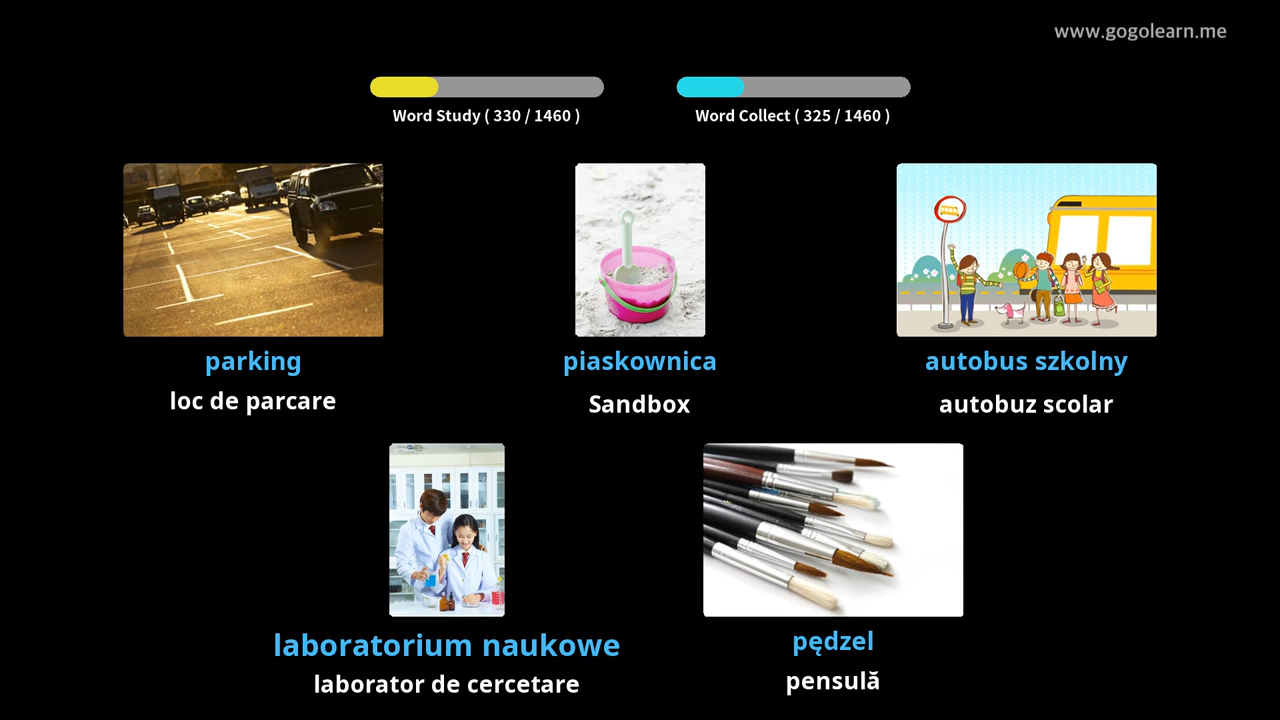 www.gogolearn.me
Word Study ( 330 / 1460 )
Word Collect ( 325 / 1460 )
parking
loc de parcare
piaskownica
Sandbox
autobus szkolny
autobuz scolar
laboratorium naukowe
laborator de cercetare
pędzel
pensulă